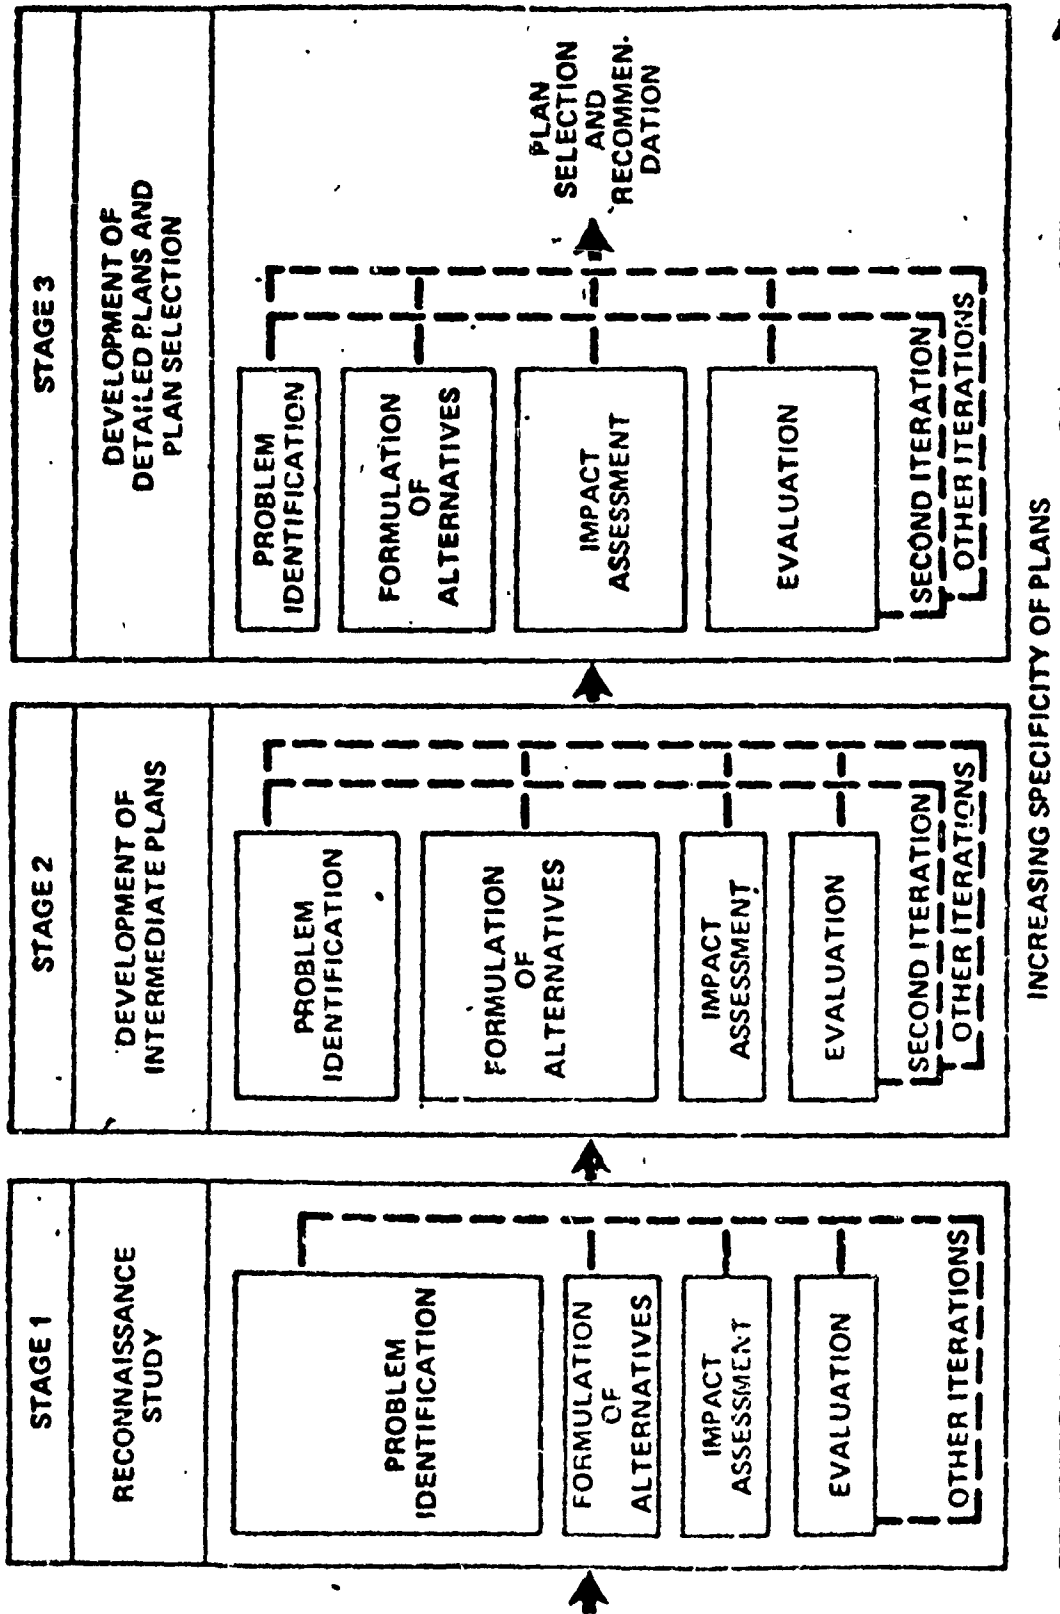 STAGE 1
RECONNAISSANCE
STUDY
PROBLEM
IDENTIFICATION
FORMULATION
OF
ALTERNATIVES
IMPACT
ASSESSMENT
EVALUATION
OTHER ITERATIONS
STAGE 2
DEVELOPMENT OF
INTERMEDIATE PLANS
PROBLEM
IDENTIFICATION
FORMULATION
OF
ALTERNATIVES
IMPACT
ASSESSMENT
EVALUATION
SECOND ITERATION
OTHER ITERATIONS
STAGE 3
DEVELOPMENT OF
DETAILED PLANS AND
PLAN SELECTION
PROBLEM
IDENTIFICATION
FORMULATION
OF
ALTERNATIVES
IMPACT
ASSESSMENT
EVALUATION
SECOND ITERATION
OTHER ITERATIONS
PLAN
SELECTION
AND
RECOMMEN-
DATION
INCREASING SPECIFICITY OF PLANS